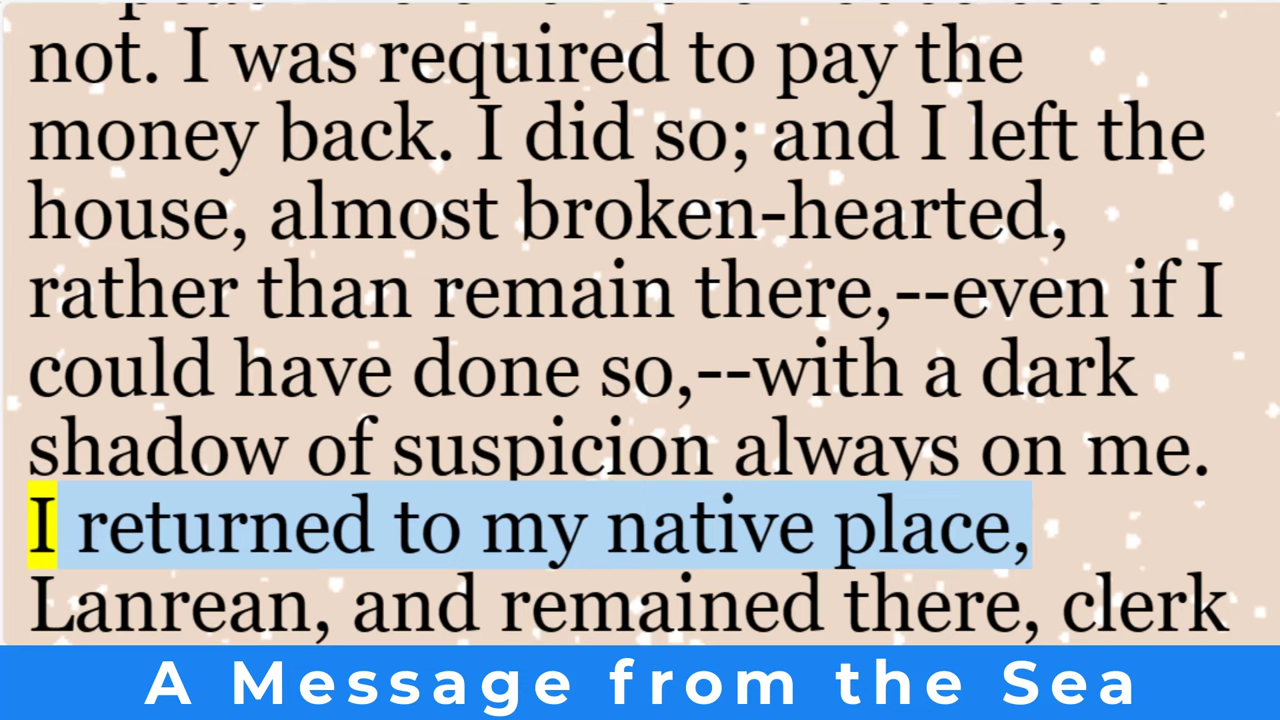 not. I was required to pay the
money back. I did so; and I left the
house, almost broken-hearted,
rather than remain there,--even if I
could have done so,--with a dark
shadow of suspicion always on me.
I returned to my native place,
Lanrean, and remained there, clerk
A Message from the Sea